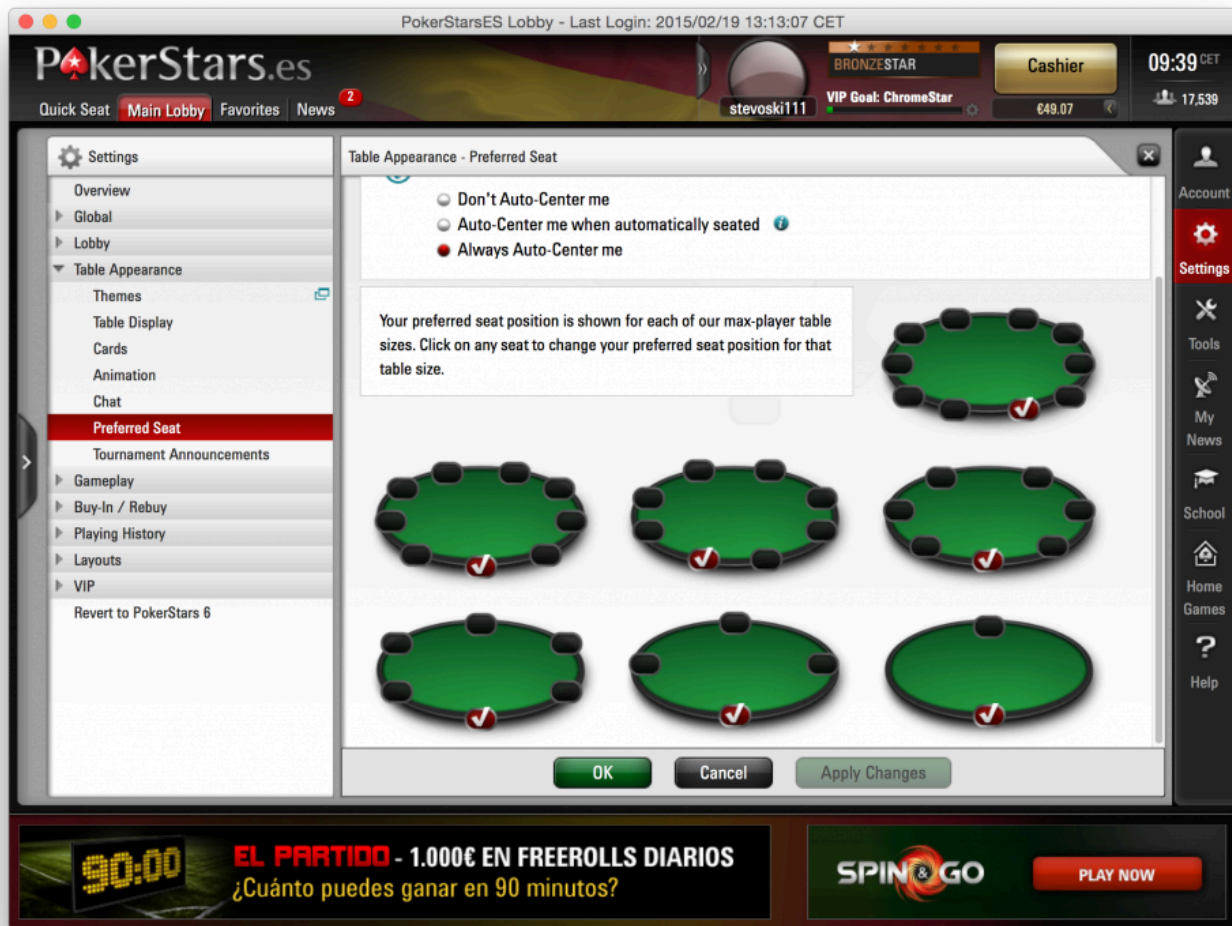 PokerStarsES Lobby - Last Login: 2015/02/19 13:13:07 CET
PokerStars.es
BRONZESTAR
Cashier
09:39 CET
stevoski111
VIP Goal: ChromeStar
€49.07
17,539
Quick Seat Main Lobby Favorites News 2
Settings
Overview
Global
Lobby
Table Appearance
Themes
Table Display
Cards
Animation
Chat
Preferred Seat
Tournament Announcements
Gameplay
Buy-In / Rebuy
Playing History
Layouts
VIP
Revert to PokerStars 6
Table Appearance - Preferred Seat
Don't Auto-Center me
Auto-Center me when automatically seated
Always Auto-Center me
Your preferred seat position is shown for each of our max-player table
sizes. Click on any seat to change your preferred seat position for that
table size.
OK Cancel Apply Changes
Account
Settings
Tools
My
News
School
Home
Games
Help
90:00
EL PARTIDO - 1.000€ EN FREEROLLS DIARIOS
¿Cuánto puedes ganar en 90 minutos?
SPIN & GO
PLAY NOW